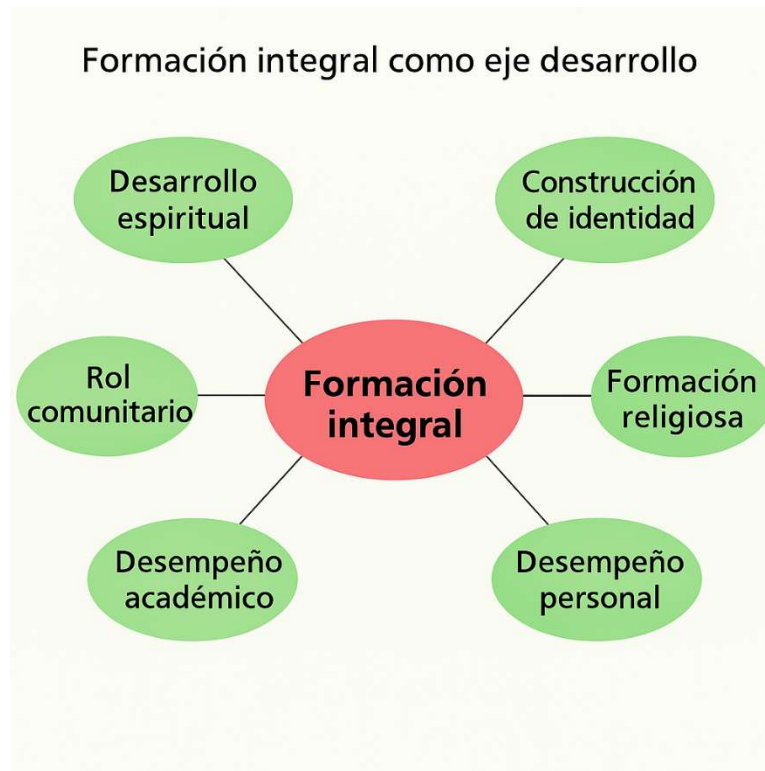 Formación integral como eje desarrollo
Desarrollo
espiritual
Construcción
de identidad
Rol
comunitario
Formación
integral
Formación
religiosa
Desempeño
académico
Desempeño
personal